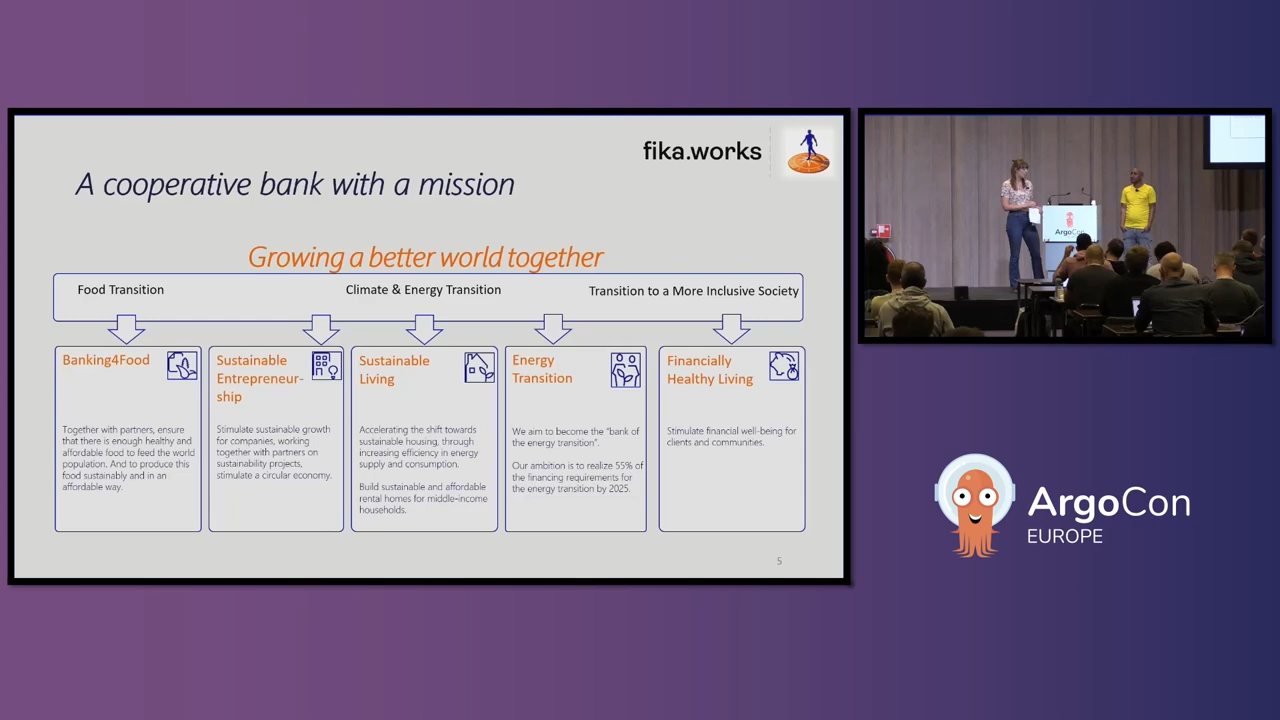 fika.works
A cooperative bank with a mission
Growing a better world together
Food Transition
Climate & Energy Transition
Transition to a More Inclusive Society
Banking4Food
Together with partners, ensure
that there is enough healthy and
affordable food to feed the world
population. And to produce this
food sustainably and in an
affordable way.
Sustainable
Entrepreneur-
ship
Stimulate sustainable growth
for companies, working
together with partners on
sustainability projects,
stimulate a circular economy.
Sustainable
Living
Accelerating the shift towards
sustainable housing, through
increasing efficiency in energy
supply and consumption.
Build sustainable and affordable
rental homes for middle-income
households.
Energy
Transition
We aim to become the "bank of
the energy transition".
Our ambition is to realize 55% of
the financing requirements for
the energy transition by 2025.
Financially
Healthy Living
Stimulate financial well-being for
clients and communities.
5
ArgoCon
ArgoCon
EUROPE